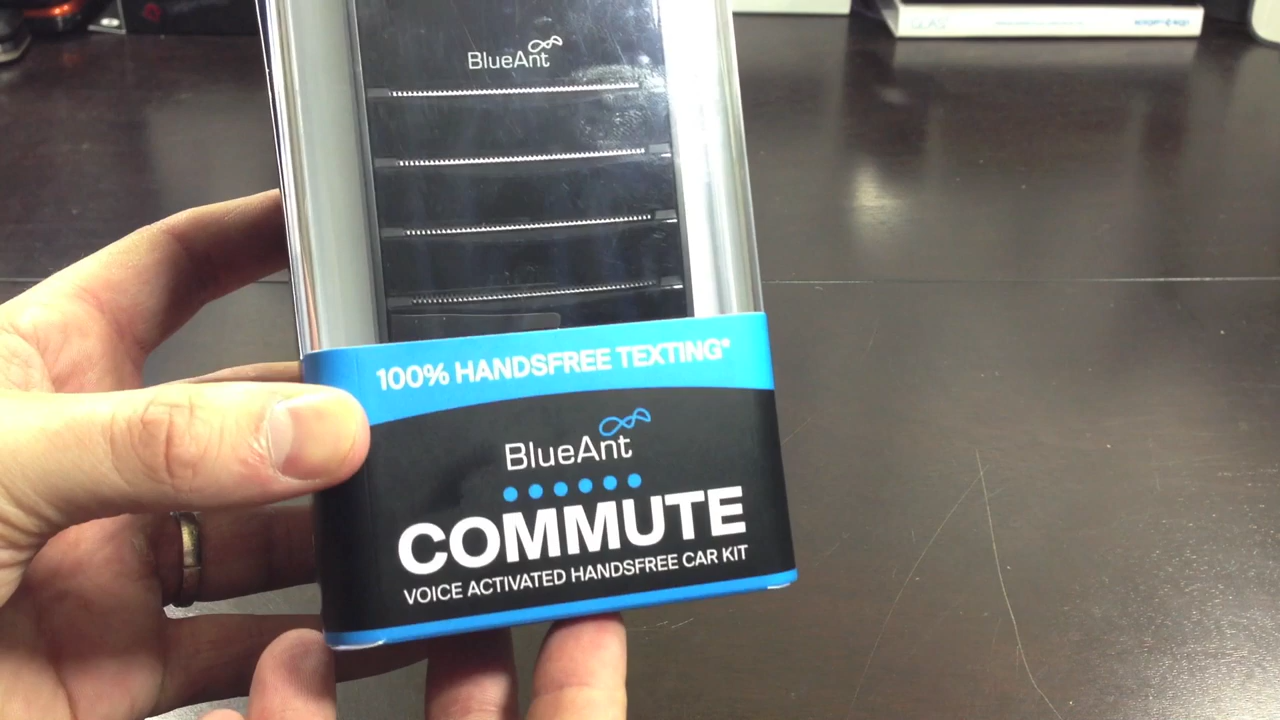 BlueAnt
100% HANDSFREE TEXTING*
BlueAnt
COMMUTE
VOICE ACTIVATED HANDSFREE CAR KIT